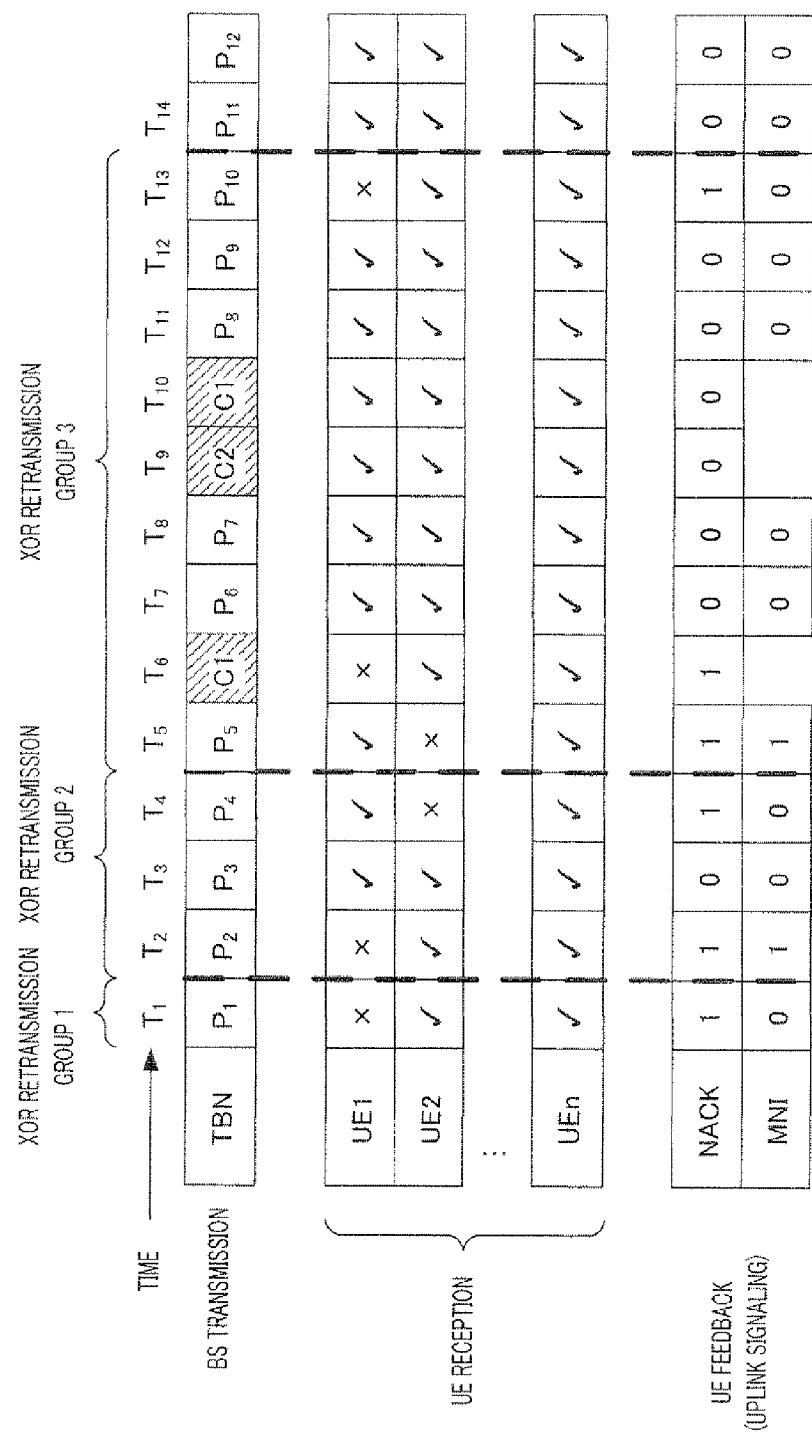 XOR RETRANSMISSION
GROUP 1
XOR RETRANSMISSION
GROUP 2
XOR RETRANSMISSION
GROUP 3
TIME
T₁ T₂ T₃ T₄ T₅ T₆ T₇ T₈ T₉ T₁₀ T₁₁ T₁₂ T₁₃ T₁₄
BS TRANSMISSION
TBN P₁ P₂ P₃ P₄ P₅ C1 P₆ P₇ C2 C1 P₈ P₉ P₁₀ P₁₁ P₁₂
UE RECEPTION
UE1 × × ✓ ✓ ✓ × ✓ ✓ ✓ ✓ ✓ ✓ × ✓ ✓
UE2 ✓ ✓ ✓ × × ✓ ✓ ✓ ✓ ✓ ✓ ✓ ✓ ✓ ✓
...
UEn ✓ ✓ ✓ ✓ ✓ ✓ ✓ ✓ ✓ ✓ ✓ ✓ ✓ ✓ ✓
UE FEEDBACK
(UPLINK SIGNALING)
NACK 1 1 0 1 1 1 0 0 0 0 0 0 1 0 0
MNI 0 1 0 0 1 0 0 0 0 0 0 0